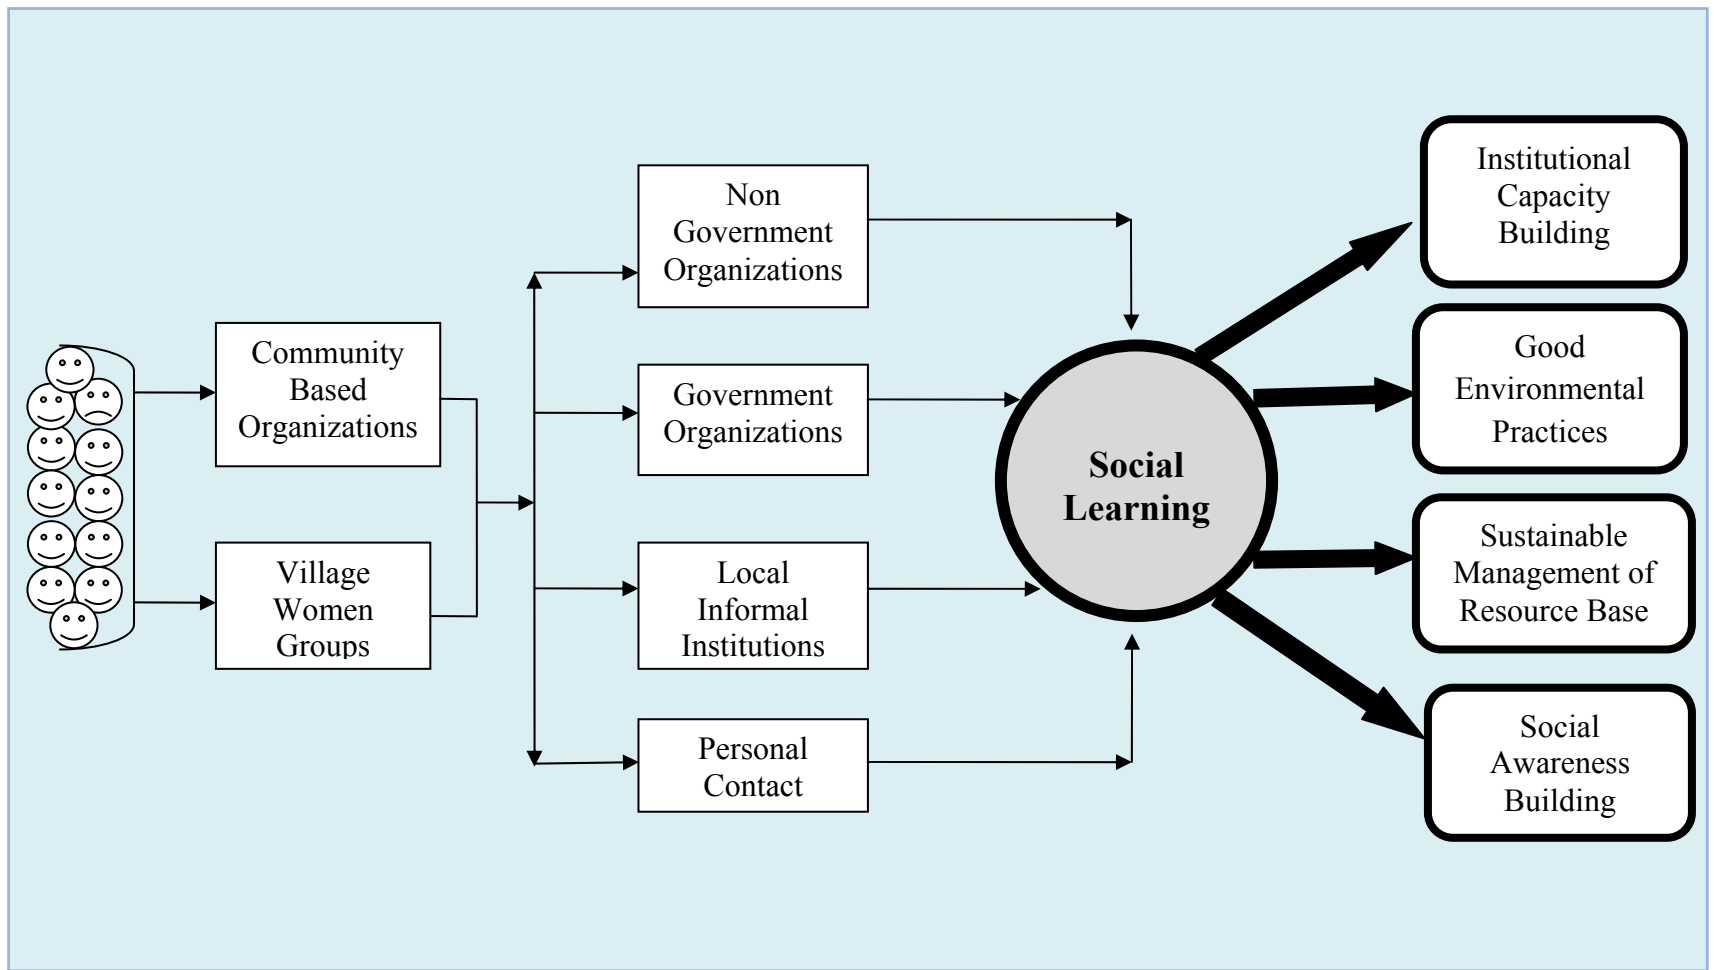 Community
Based
Organizations
Village
Women
Groups
Non
Government
Organizations
Government
Organizations
Local
Informal
Institutions
Personal
Contact
Social
Learning
Institutional
Capacity
Building
Good
Environmental
Practices
Sustainable
Management of
Resource Base
Social
Awareness
Building